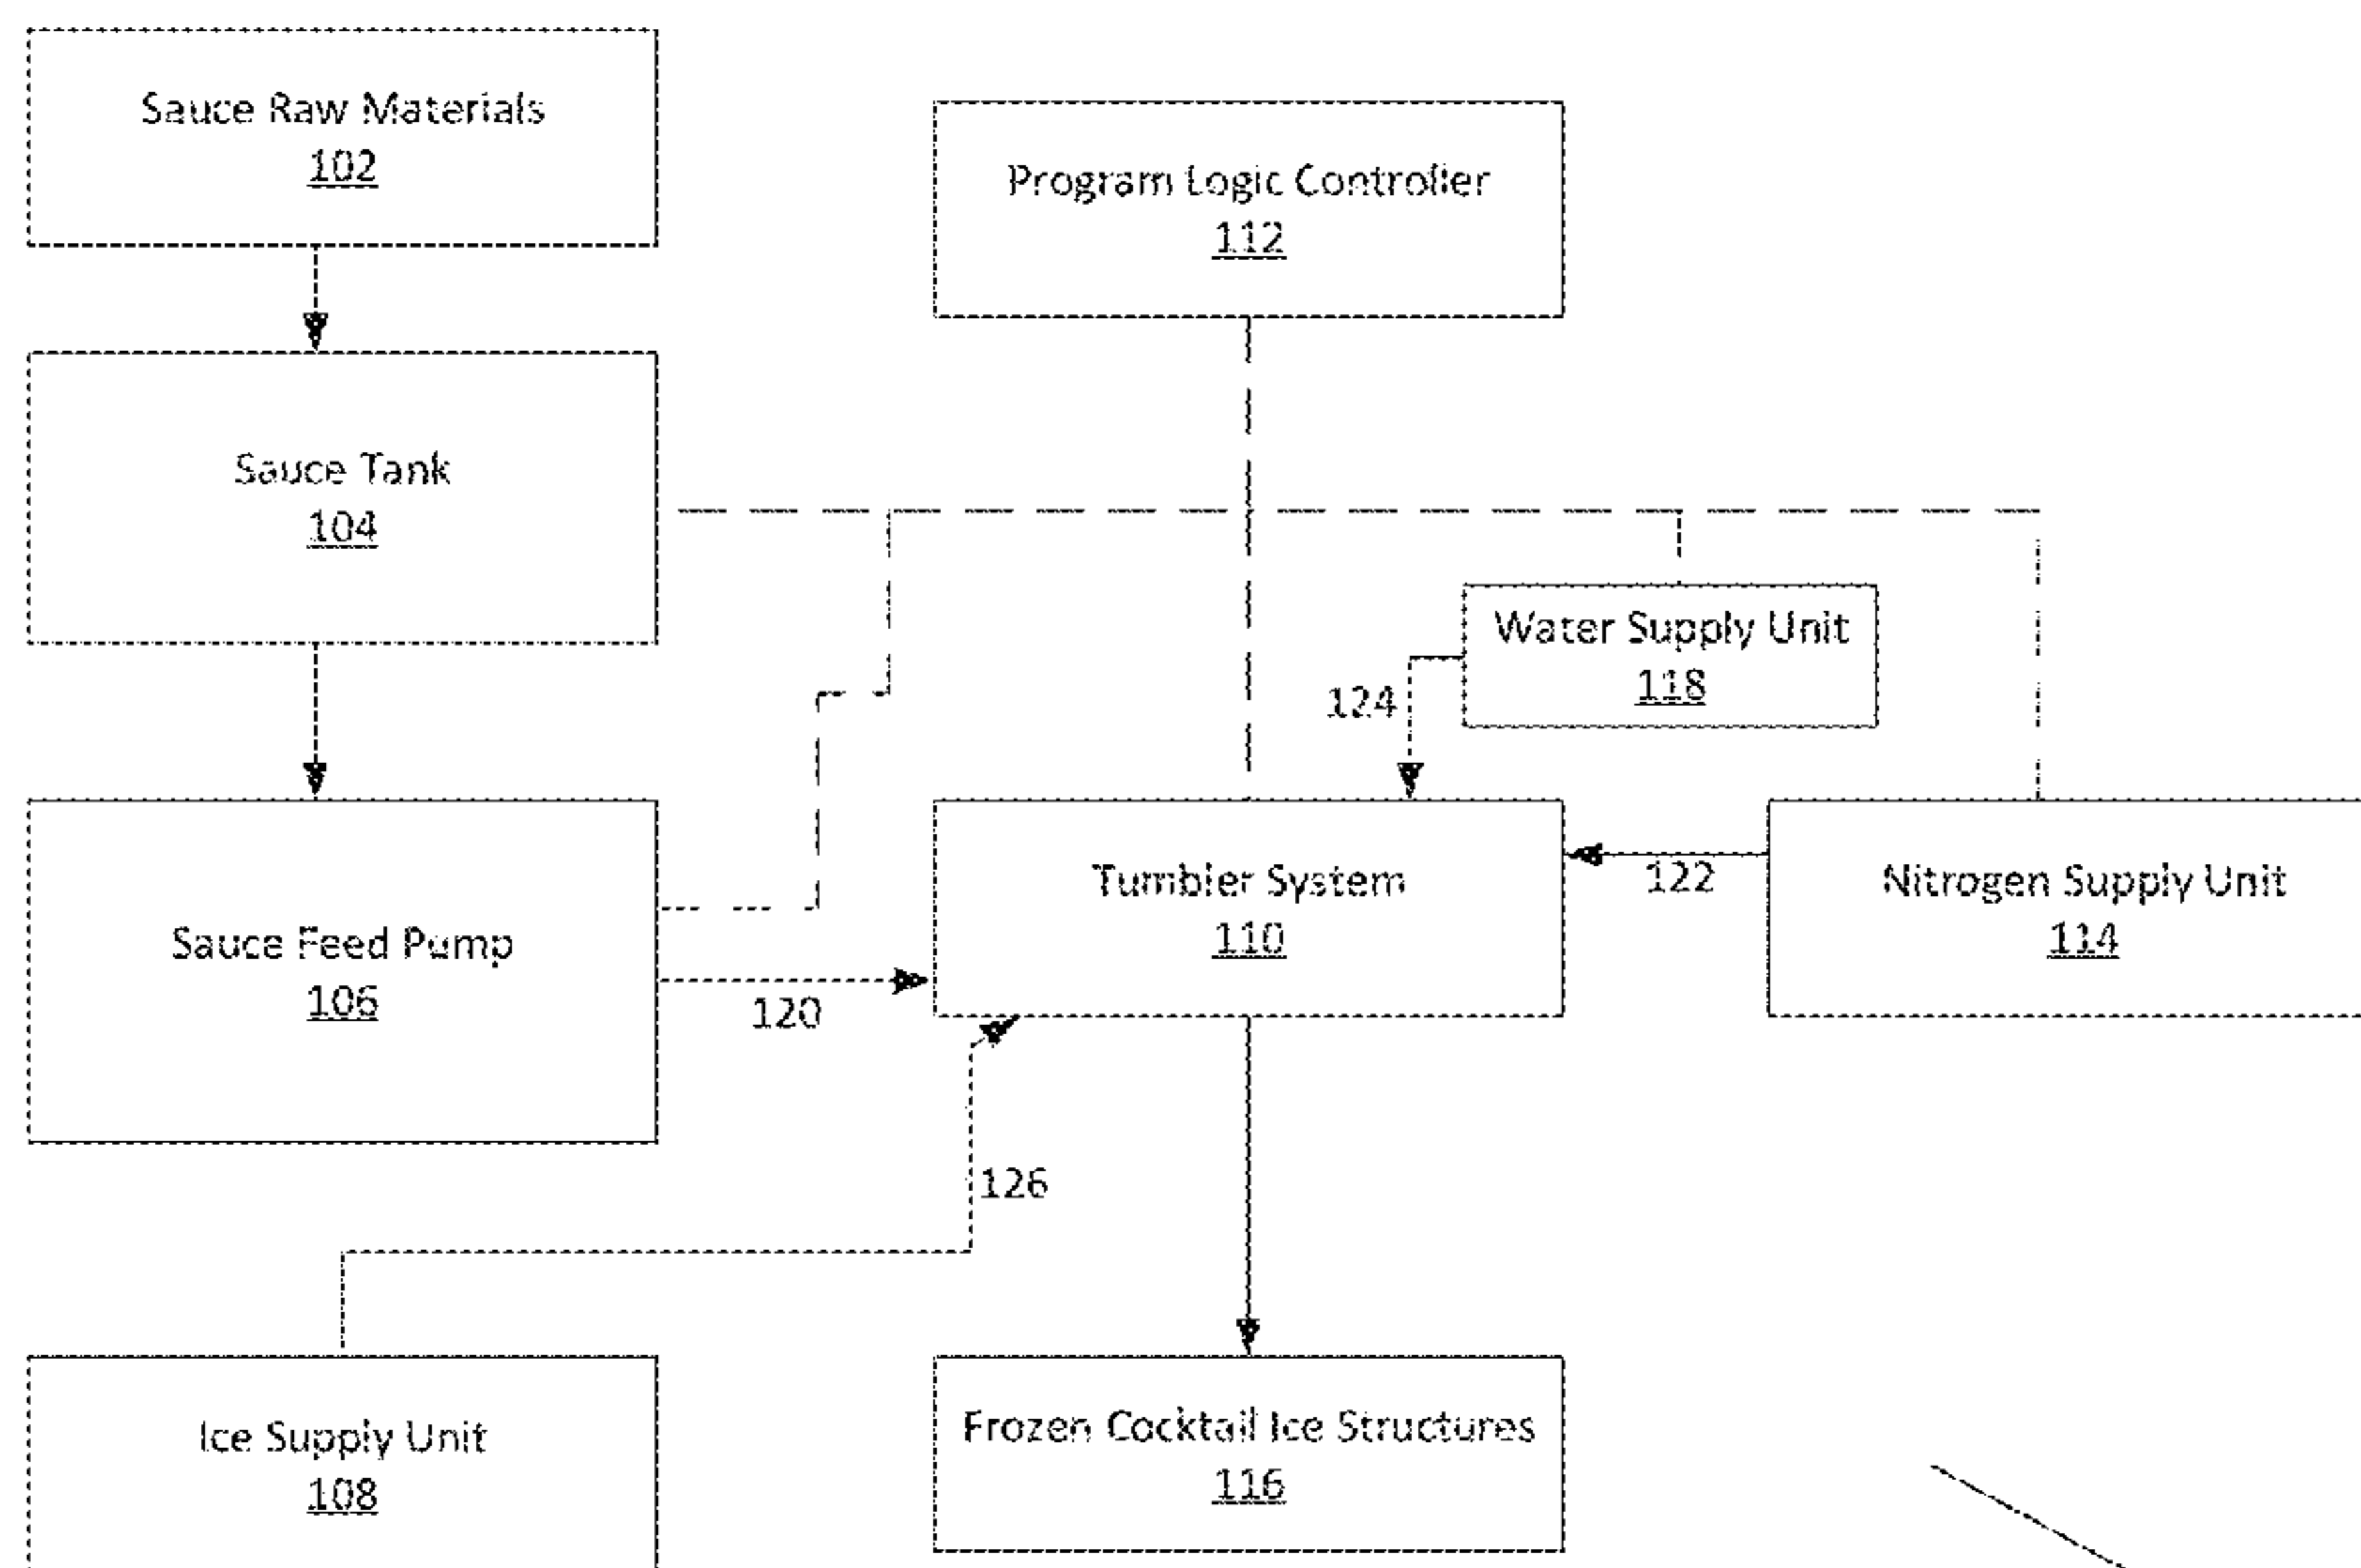 Sauce Raw Materials
102
Program Logic Controller
112
Sauce Tank
104
Water Supply Unit
118
124
Tumbler System
110
122
Nitrogen Supply Unit
114
Sauce Feed Pump
106
120
126
Ice Supply Unit
108
Frozen Cocktail Ice Structures
116